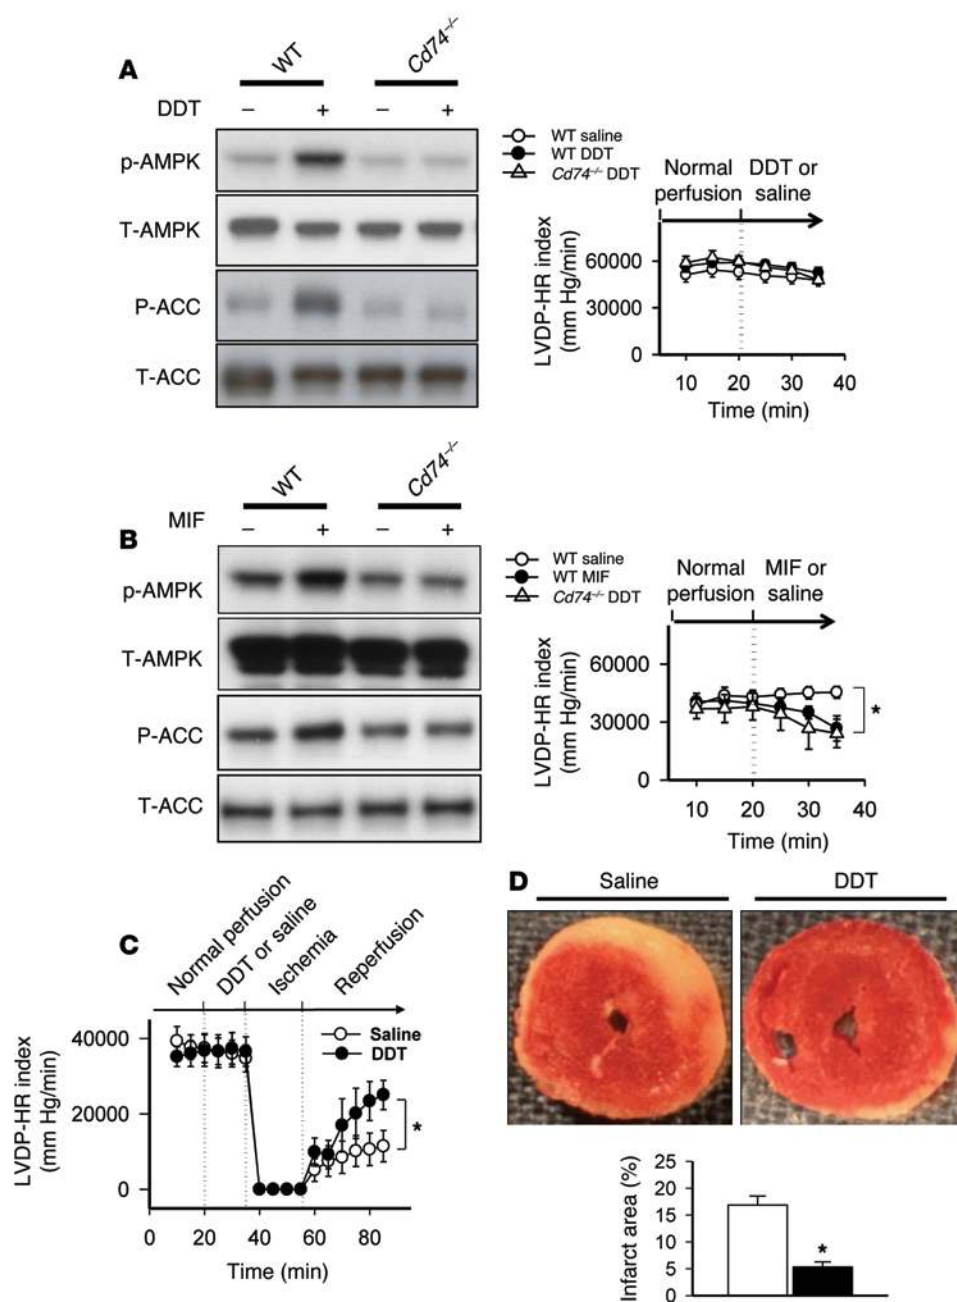 A
WT
Cd74⁻/⁻
DDT
– + – +
p-AMPK
T-AMPK
P-ACC
T-ACC
WT saline
WT DDT
Cd74⁻/⁻ DDT
Normal perfusion
DDT or saline
LVDP-HR index
(mm Hg/min)
60000
30000
0
10 20 30 40
Time (min)
B
WT
Cd74⁻/⁻
MIF
– + – +
p-AMPK
T-AMPK
P-ACC
T-ACC
WT saline
WT MIF
Cd74⁻/⁻ DDT
Normal perfusion
MIF or saline
LVDP-HR index
(mm Hg/min)
60000
30000
0
*
10 20 30 40
Time (min)
C
Normal perfusion
DDT or saline
Ischemia
Reperfusion
Saline
DDT
LVDP-HR index
(mm Hg/min)
40000
20000
0
*
0 20 40 60 80
Time (min)
D
Saline
DDT
Infarct area (%)
25
20
15
10
5
0
*